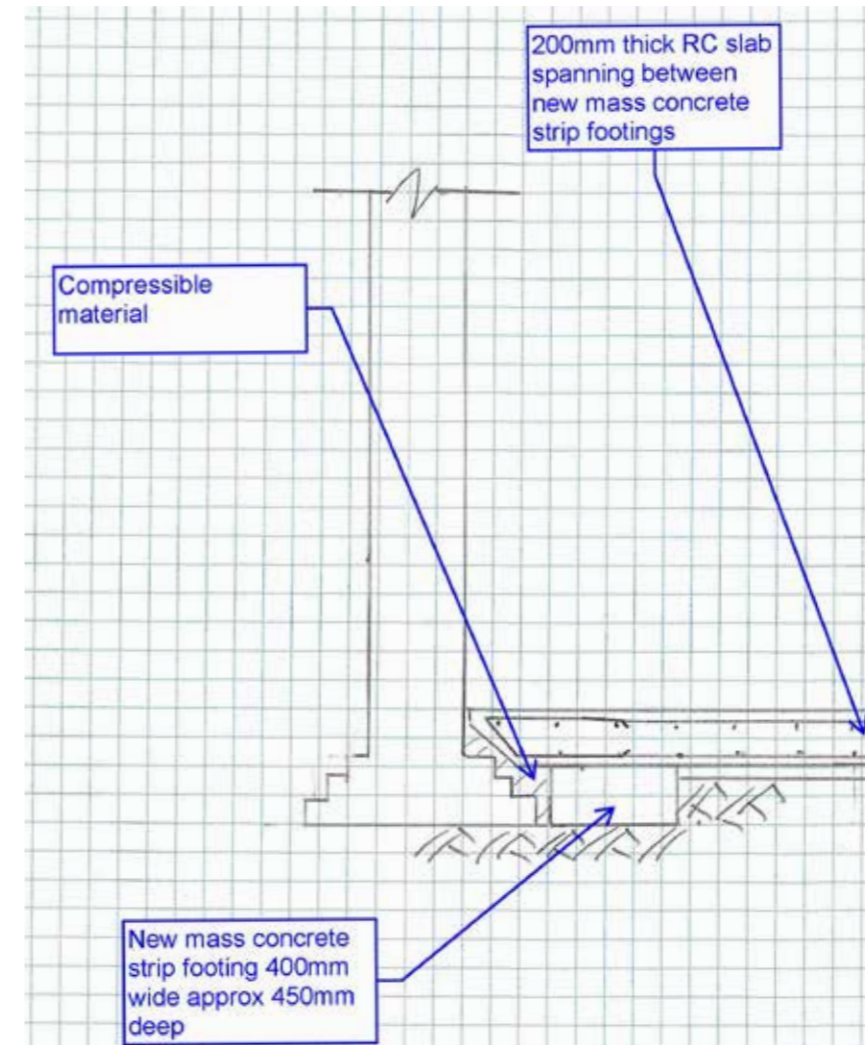 200mm thick RC slab
spanning between
new mass concrete
strip footings
Compressible
material
New mass concrete
strip footing 400mm
wide approx 450mm
deep